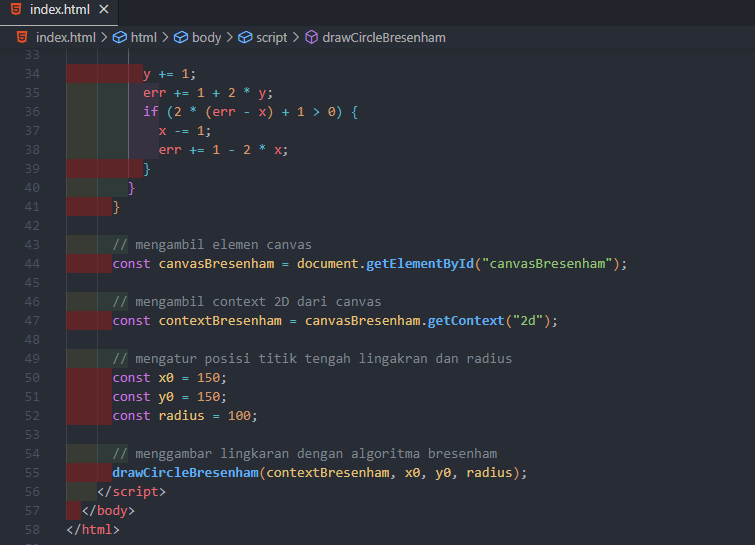 index.html ×
index.html > html > body > script > drawCircleBresenham
33
34 y += 1;
35 err += 1 + 2 * y;
36 if (2 * (err - x) + 1 > 0) {
37 x -= 1;
38 err += 1 - 2 * x;
39 }
40 }
41 }
42
43 // mengambil elemen canvas
44 const canvasBresenham = document.getElementById("canvasBresenham");
45
46 // mengambil context 2D dari canvas
47 const contextBresenham = canvasBresenham.getContext("2d");
48
49 // mengatur posisi titik tengah lingakran dan radius
50 const x0 = 150;
51 const y0 = 150;
52 const radius = 100;
53
54 // menggambar lingkaran dengan algoritma bresenham
55 drawCircleBresenham(contextBresenham, x0, y0, radius);
56 </script>
57 </body>
58 </html>